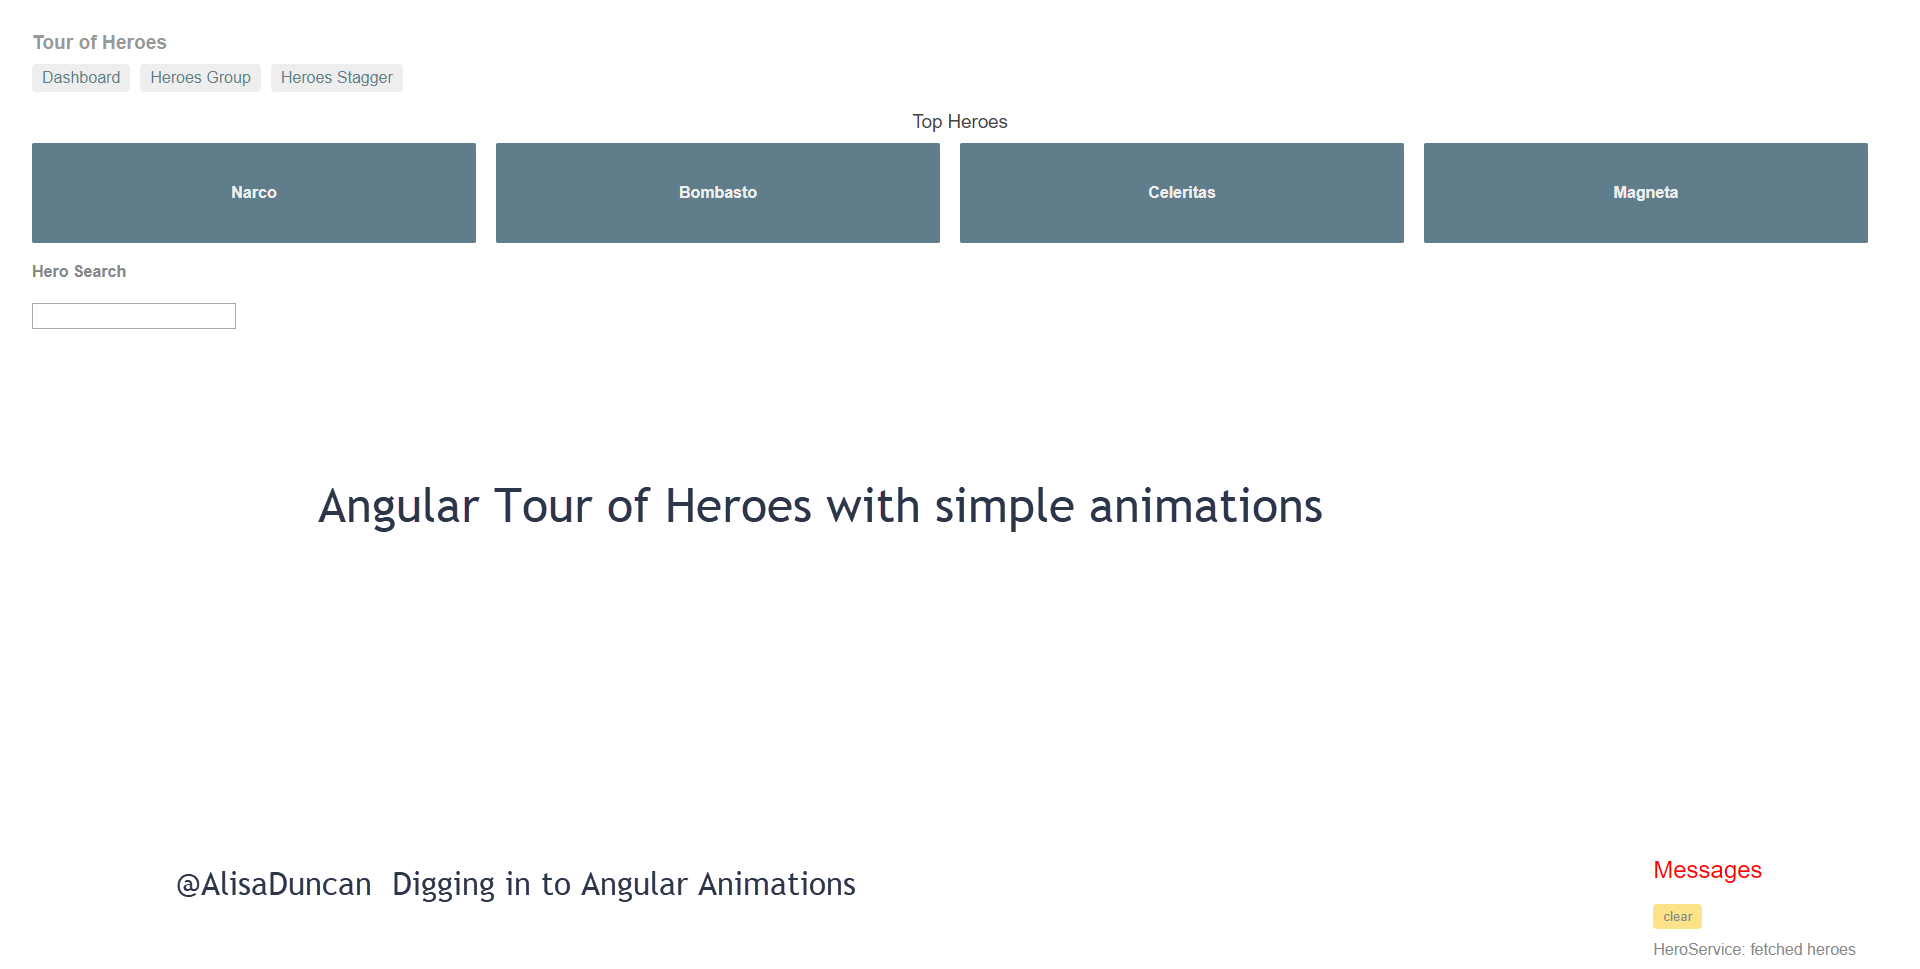 Tour of Heroes
Dashboard Heroes Group Heroes Stagger
Top Heroes
Narco Bombasto Celeritas Magneta
Hero Search
Angular Tour of Heroes with simple animations
@AlisaDuncan Digging in to Angular Animations
Messages
clear
HeroService: fetched heroes